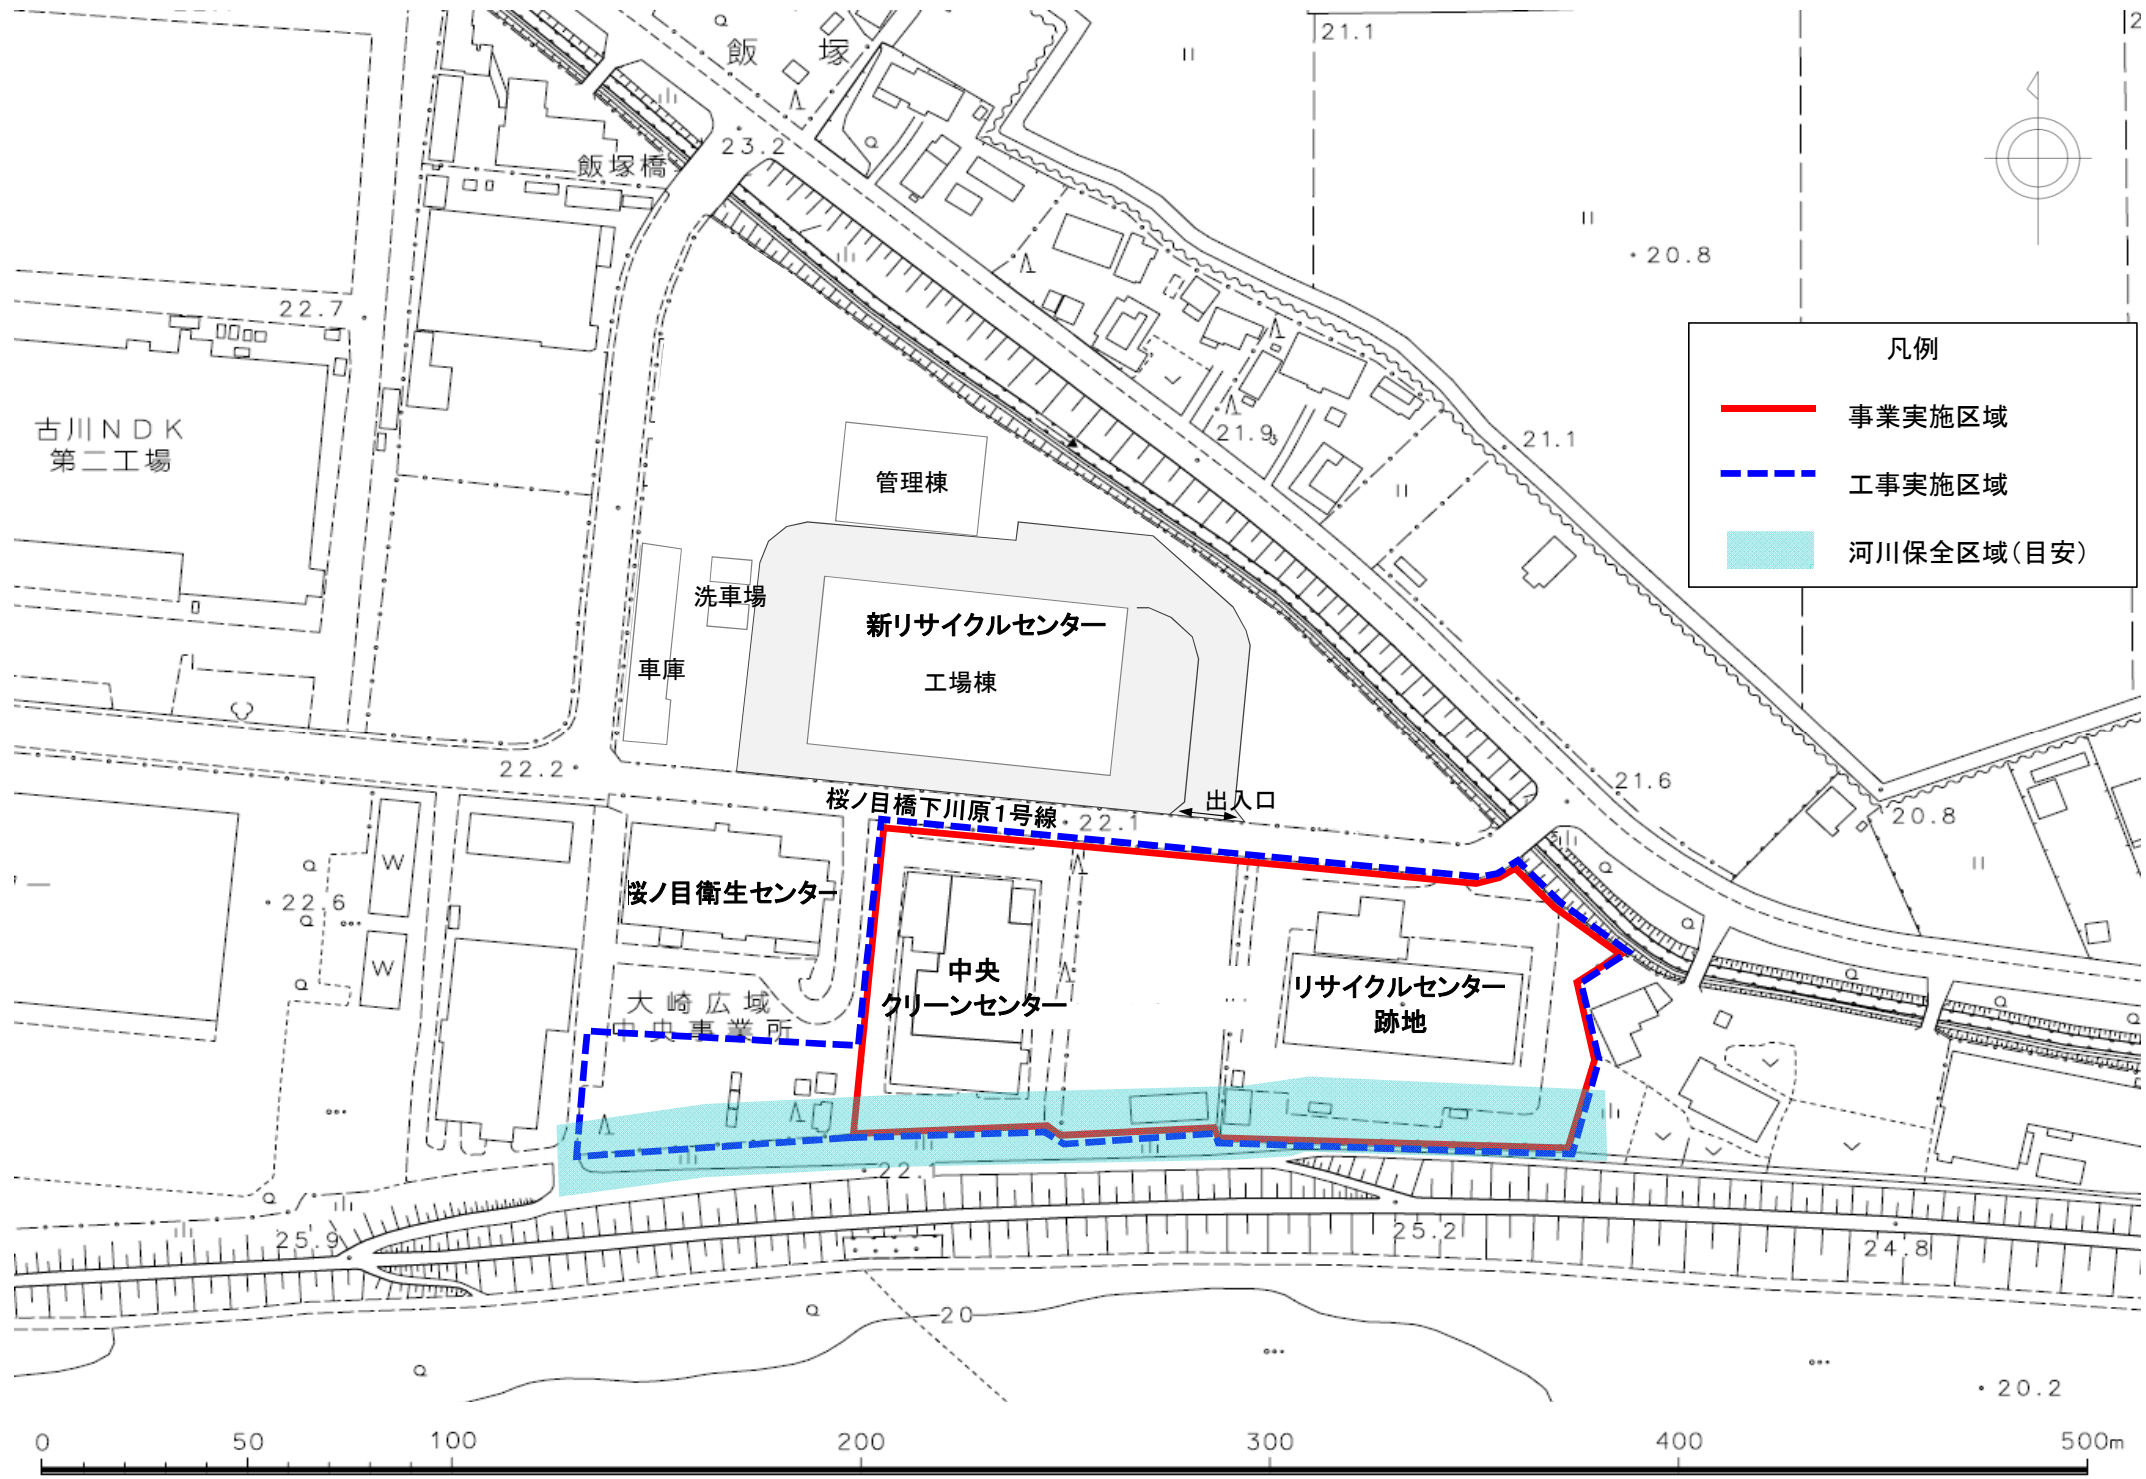 飯塚
21.1
23.2
飯塚橋
20.8
22.7
凡例
事業実施区域
工事実施区域
河川保全区域(目安)
古川NDK
第二工場
21.9
21.1
管理棟
洗車場
新リサイクルセンター
車庫
工場棟
22.2
21.6
桜ノ目橋下川原1号線
22.1
出入口
20.8
W
桜ノ目衛生センター
22.6
W
中央
クリーンセンター
リサイクルセンター
跡地
大崎広域
中央事業所
22.1
25.9
25.2
24.8
20
20.2
0 50 100 200 300 400 500m